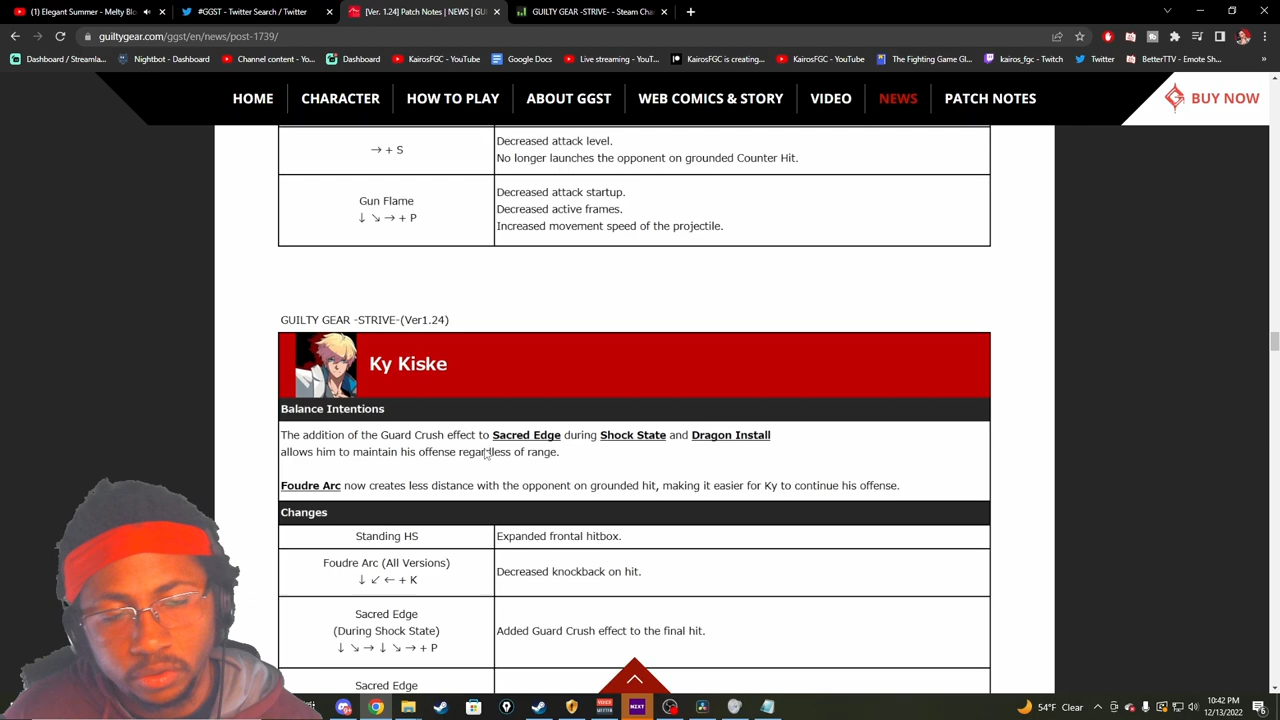 (1) Elegant Summer - Melty Blo
#GGST - Twitter Search / Twitter
[Ver. 1.24] Patch Notes | NEWS | GUI
GUILTY GEAR -STRIVE- - Steam Cha
guiltygear.com/ggst/en/news/post-1739/
Dashboard / Streamla...
Nightbot - Dashboard
Channel content - Yo...
Dashboard
KairosFGC - YouTube
Google Docs
Live streaming - YouT...
KairosFGC is creating...
KairosFGC - YouTube
The Fighting Game Gl...
kairosfgc - Twitch
Twitter
BetterTTV - Emote Sh...
HOME
CHARACTER
HOW TO PLAY
ABOUT GGST
WEB COMICS & STORY
VIDEO
NEWS
PATCH NOTES
BUY NOW
→ + S
Decreased attack level.
No longer launches the opponent on grounded Counter Hit.
Gun Flame
↓ ↘ → + P
Decreased attack startup.
Decreased active frames.
Increased movement speed of the projectile.
GUILTY GEAR -STRIVE-(Ver1.24)
Ky Kiske
Balance Intentions
The addition of the Guard Crush effect to Sacred Edge during Shock State and Dragon Install
allows him to maintain his offense regardless of range.
Foudre Arc now creates less distance with the opponent on grounded hit, making it easier for Ky to continue his offense.
Changes
Standing HS
Expanded frontal hitbox.
Foudre Arc (All Versions)
↓ ↙ ← + K
Decreased knockback on hit.
Sacred Edge
(During Shock State)
↓ ↘ → ↓ ↘ → + P
Added Guard Crush effect to the final hit.
Sacred Edge
VOICE
MEETER
NZXT
54°F Clear
10:42 PM
12/13/2022